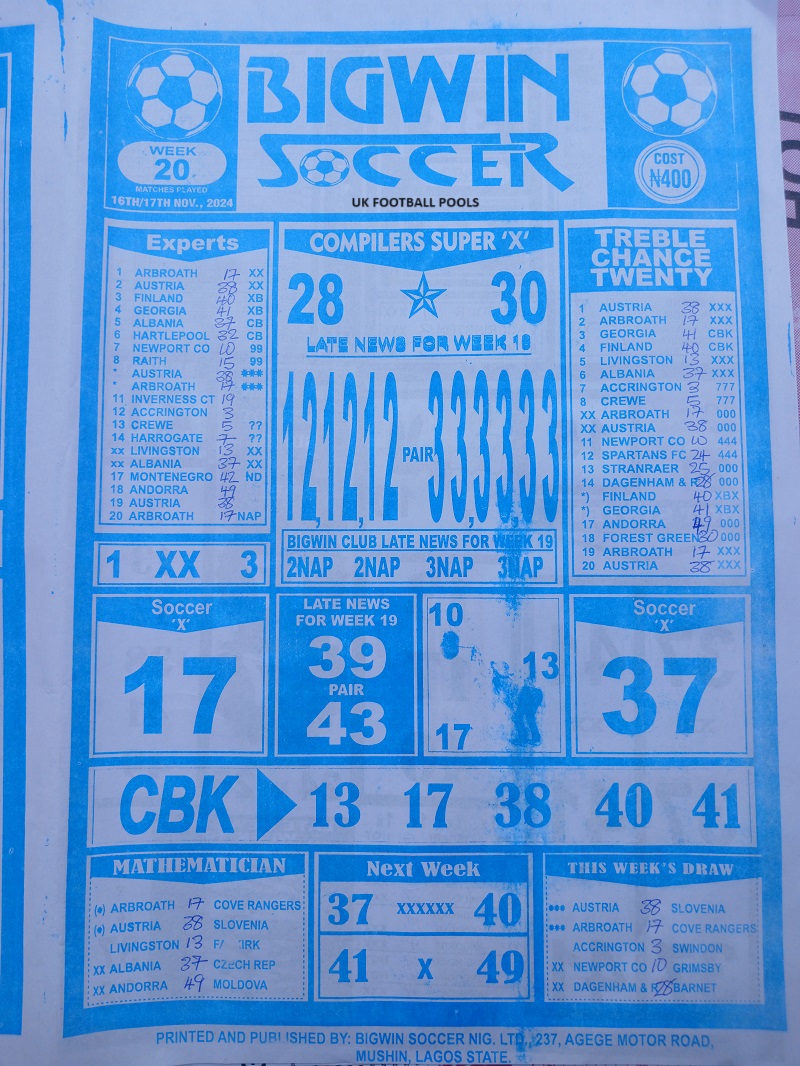 BIGWIN
SOCCER
UK FOOTBALL POOLS
WEEK
20
MATCHES PLAYED
16TH/17TH NOV., 2024
COST
₦400
Experts
1 ARBROATH 17 XX
2 AUSTRIA 38 XX
3 FINLAND 40 XB
4 GEORGIA 41 XB
5 ALBANIA 37 CB
6 HARTLEPOOL 32 CB
7 NEWPORT CO 10 99
8 RAITH 15 99
* AUSTRIA 38 ***
* ARBROATH 17 ***
11 INVERNESS CT 19
12 ACCRINGTON 3
13 CREWE 5 ??
14 HARROGATE 7 ??
xx LIVINGSTON 13 XX
xx ALBANIA 37 XX
17 MONTENEGRO 42 ND
18 ANDORRA 49
19 AUSTRIA 38
20 ARBROATH 17 NAP
1 XX 3
COMPILERS SUPER 'X'
28 30
LATE NEWS FOR WEEK 18
12,12,12 PAIR 33,33,33
BIGWIN CLUB LATE NEWS FOR WEEK 19
2NAP 2NAP 3NAP 3NAP
TREBLE
CHANCE
TWENTY
1 AUSTRIA 38 XXX
2 ARBROATH 17 XXX
3 GEORGIA 41 CBK
4 FINLAND 40 CBK
5 LIVINGSTON 13 XXX
6 ALBANIA 37 XXX
7 ACCRINGTON 3 777
8 CREWE 5 777
XX ARBROATH 17 000
XX AUSTRIA 38 000
11 NEWPORT CO 10 444
12 SPARTANS FC 24 444
13 STRANRAER 25 000
14 DAGENHAM & R 28 000
*) FINLAND 40 XBX
*) GEORGIA 41 XBX
17 ANDORRA 49 000
18 FOREST GREEN 30 000
19 ARBROATH 17 XXX
20 AUSTRIA 38 XXX
Soccer
'X'
17
LATE NEWS
FOR WEEK 19
39
PAIR
43
10
13
17
Soccer
'X'
37
CBK 13 17 38 40 41
MATHEMATICIAN
(•) ARBROATH 17 COVE RANGERS
(•) AUSTRIA 38 SLOVENIA
LIVINGSTON 13
XX ALBANIA 37 CZECH REP
XX ANDORRA 49 MOLDOVA
Next Week
37 XXXXXX 40
41 X 49
THIS WEEK'S DRAW
*** AUSTRIA 38 SLOVENIA
*** ARBROATH 17 COVE RANGERS
ACCRINGTON 3 SWINDON
XX NEWPORT CO 10 GRIMSBY
XX DAGENHAM & R 28 BARNET
PRINTED AND PUBLISHED BY: BIGWIN SOCCER NIG. LTD., 237, AGEGE MOTOR ROAD,
MUSHIN, LAGOS STATE.